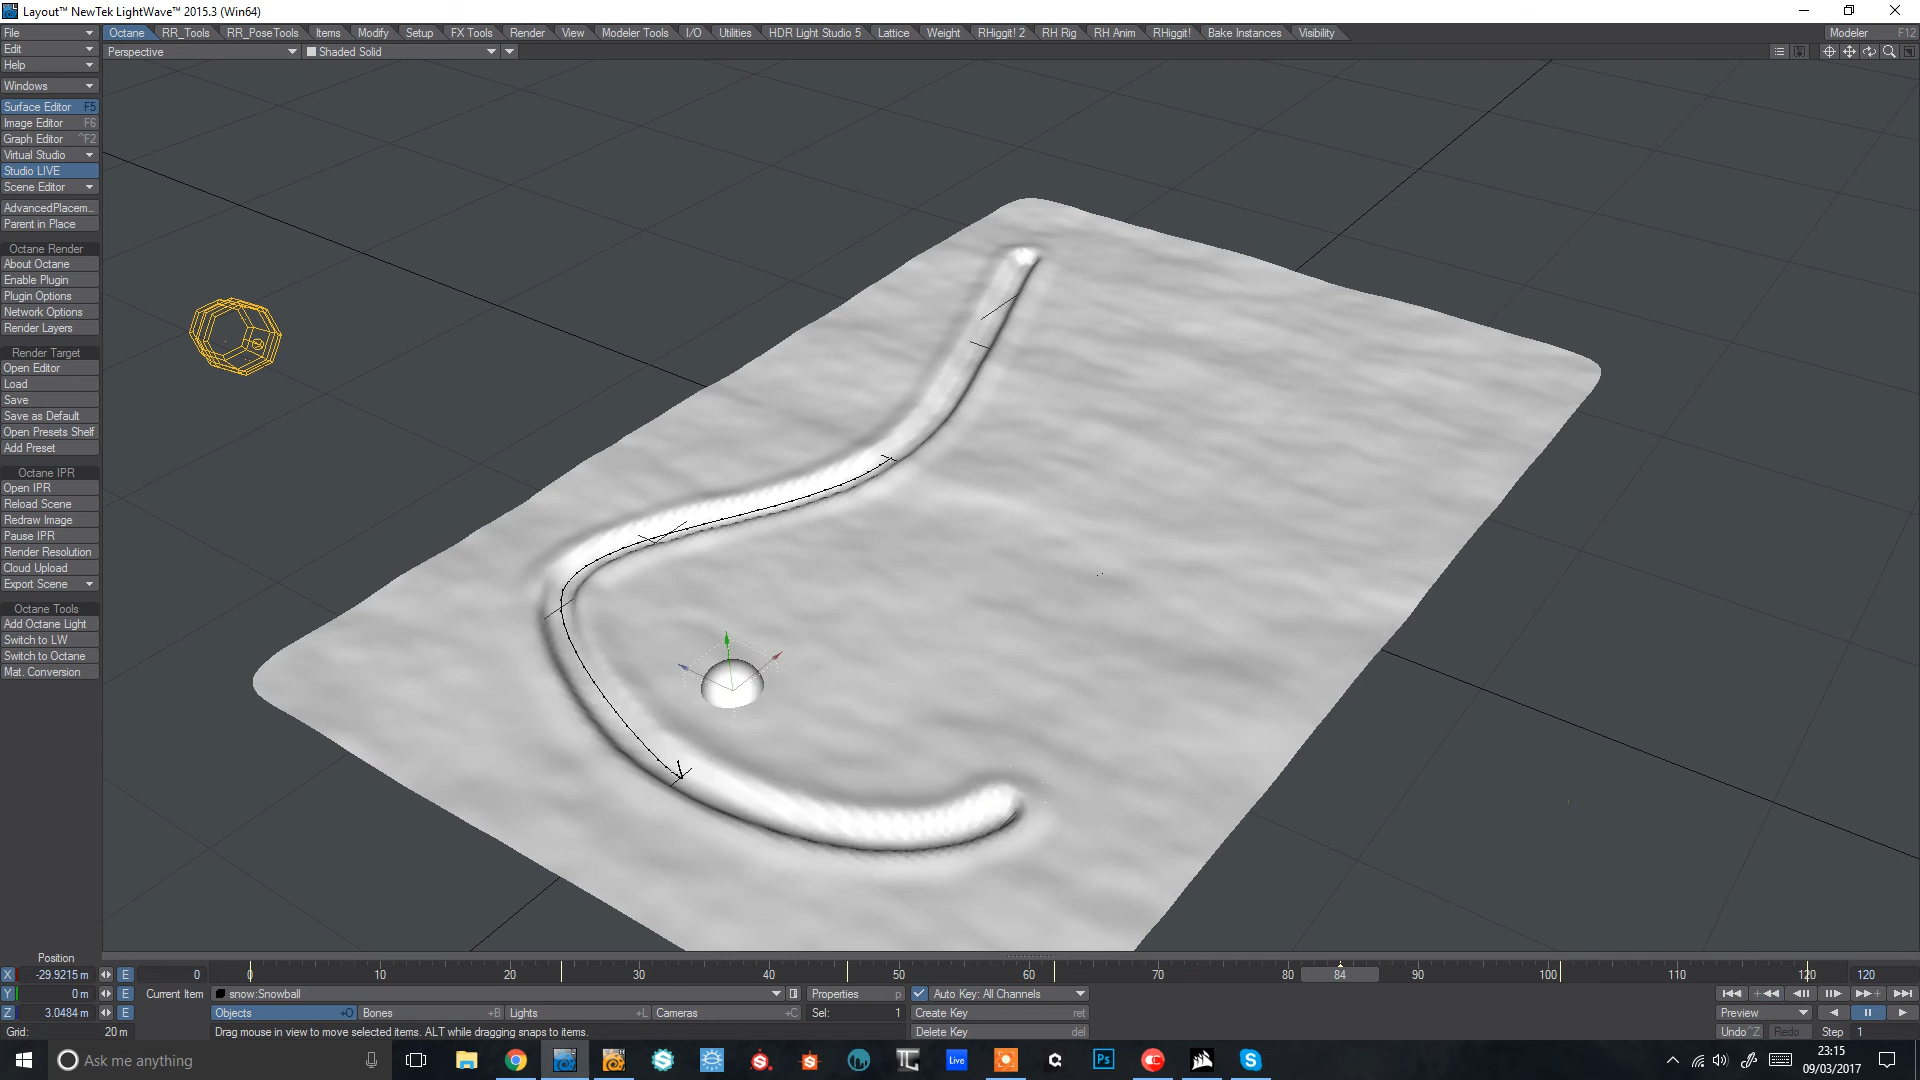 Layout™ NewTek LightWave™ 2015.3 (Win64)
File Octane RR_Tools RR_PoseTools Items Modify Setup FX Tools Render View Modeler Tools I/O Utilities HDR Light Studio 5 Lattice Weight RHiggit! 2 RH Rig RH Anim RHiggit! Bake Instances Visibility Modeler F12
Edit
Perspective Shaded Solid
Help
Windows
Surface Editor F5
Image Editor F6
Graph Editor ^F2
Virtual Studio
Studio LIVE
Scene Editor
AdvancedPlacem...
Parent in Place
Octane Render
About Octane
Enable Plugin
Plugin Options
Network Options
Render Layers
Render Target
Open Editor
Load
Save
Save as Default
Open Presets Shelf
Add Preset
Octane IPR
Open IPR
Reload Scene
Redraw Image
Pause IPR
Render Resolution
Cloud Upload
Export Scene
Octane Tools
Add Octane Light
Switch to LW
Switch to Octane
Mat. Conversion
Position
X -29.9215 m E 0 0 10 20 30 40 50 60 70 80 84 90 100 110 120 120
Y 0 m E Current Item snow:Snowball Properties p Auto Key: All Channels
Z 3.0484 m E Objects +O Bones +B Lights +L Cameras +C Sel: 1 Create Key ret Preview
Grid: 20 m Drag mouse in view to move selected items. ALT while dragging snaps to items. Delete Key del Undo ^Z Redo Step 1
Ask me anything Live Ps 23:15
09/03/2017